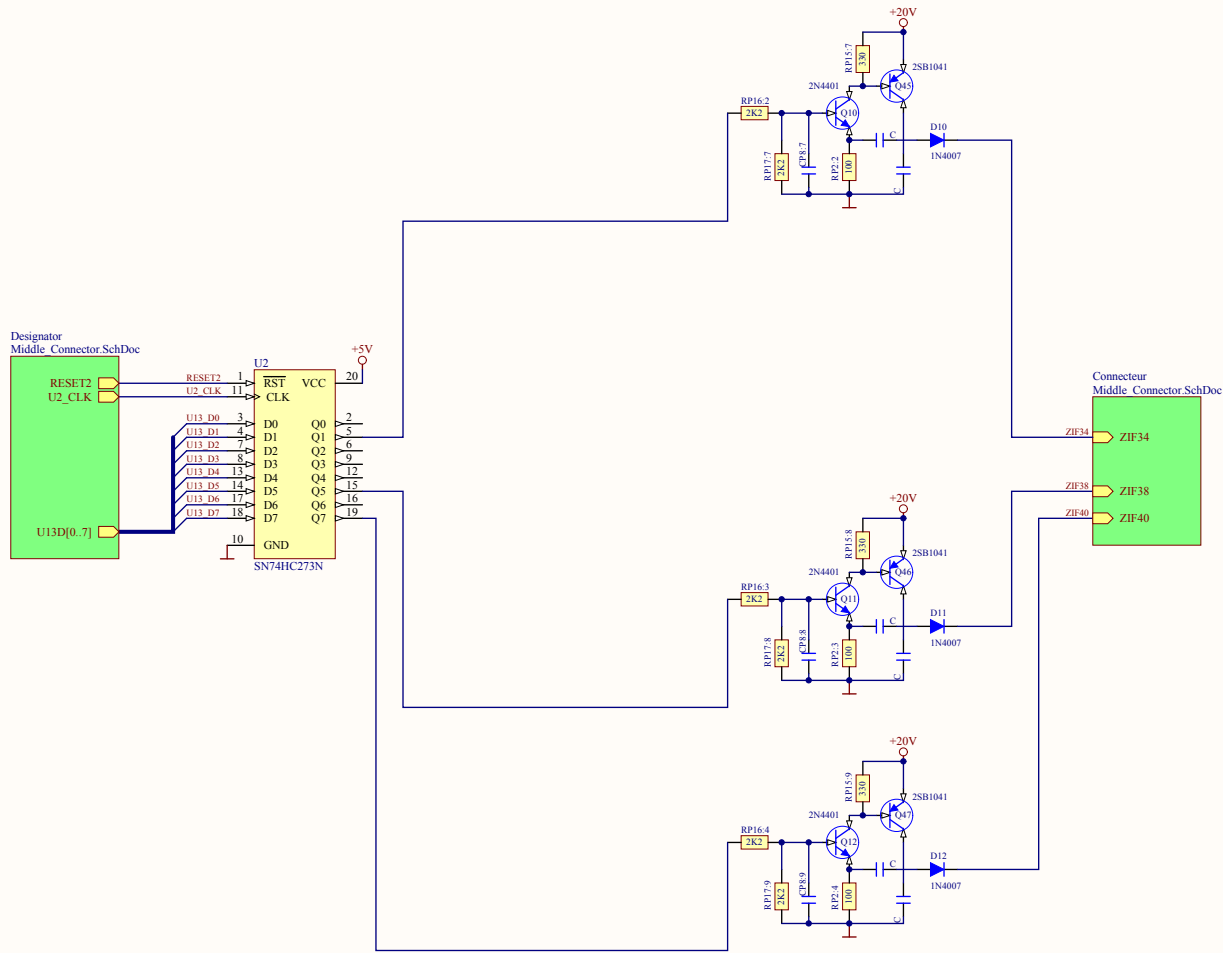 +20V
RP15:7
330
2SB1041
Q45
2N4401
Q10
RP16:2
2K2
RP17:7
2K2
CP8:7
RP2:2
100
C
D10
1N4007
C
Designator
Middle_Connector.SchDoc
RESET2
U2_CLK
U13D[0..7]
RESET2
U2_CLK
U13_D0
U13_D1
U13_D2
U13_D3
U13_D4
U13_D5
U13_D6
U13_D7
U2
+5V
1 RST VCC 20
11 CLK
3 D0 Q0 2
4 D1 Q1 5
7 D2 Q2 6
8 D3 Q3 9
13 D4 Q4 12
14 D5 Q5 15
17 D6 Q6 16
18 D7 Q7 19
10 GND
SN74HC273N
Connecteur
Middle_Connector.SchDoc
ZIF34 ZIF34
ZIF38 ZIF38
ZIF40 ZIF40
+20V
RP15:8
330
2SB1041
Q46
2N4401
Q11
RP16:3
2K2
RP17:8
2K2
CP8:8
RP2:3
100
C
D11
1N4007
C
+20V
RP15:9
330
2SB1041
Q47
2N4401
Q12
RP16:4
2K2
RP17:9
2K2
CP8:9
RP2:4
100
C
D12
1N4007
C